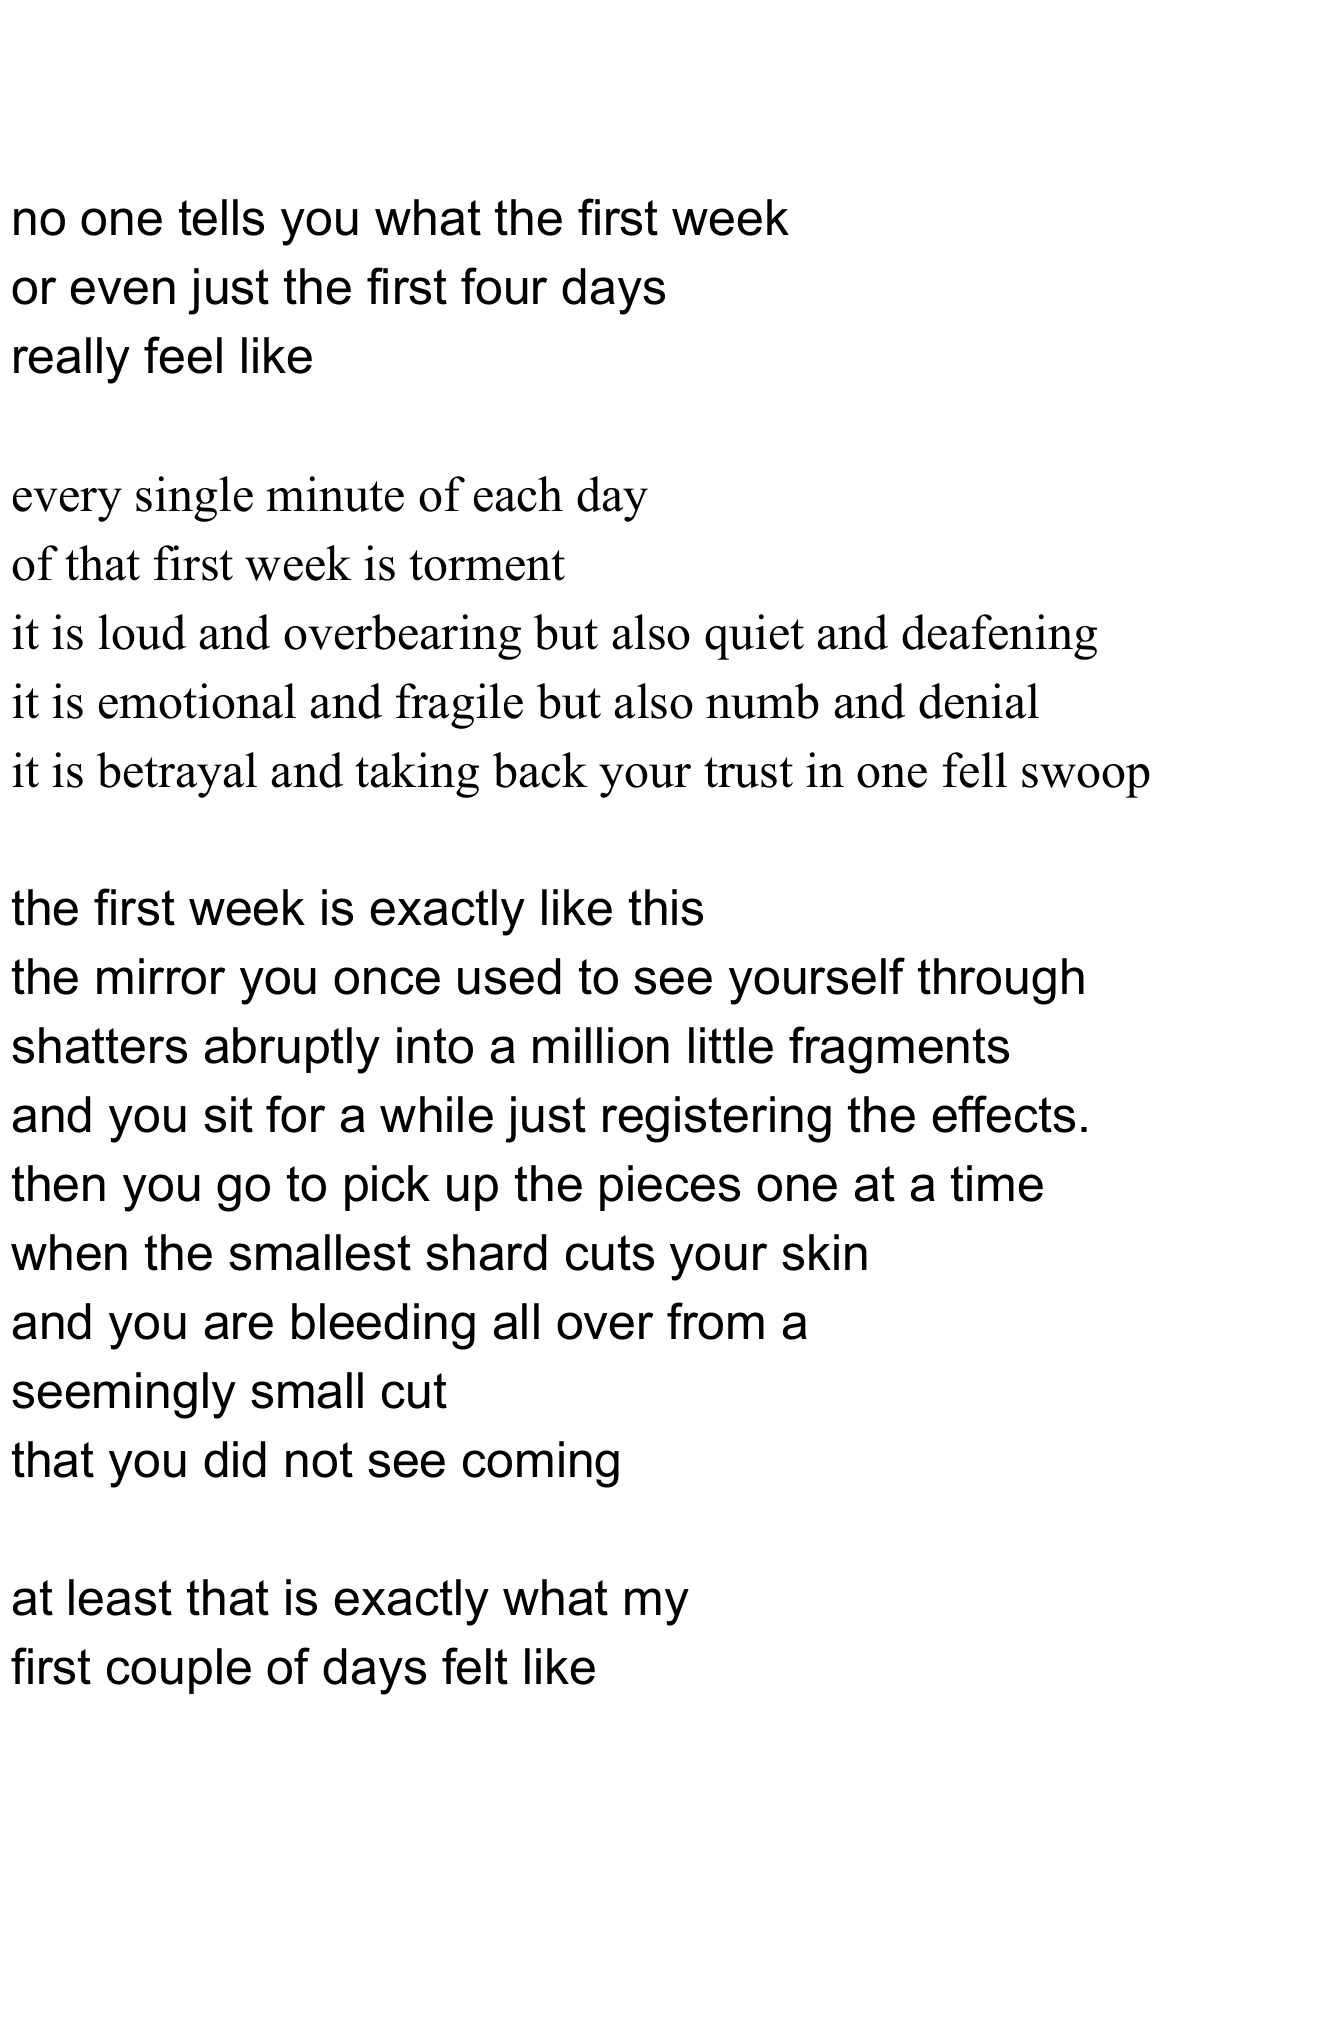 no one tells you what the first week
or even just the first four days
really feel like
every single minute of each day
of that first week is torment
it is loud and overbearing but also quiet and deafening
it is emotional and fragile but also numb and denial
it is betrayal and taking back your trust in one fell swoop
the first week is exactly like this
the mirror you once used to see yourself through
shatters abruptly into a million little fragments
and you sit for a while just registering the effects.
then you go to pick up the pieces one at a time
when the smallest shard cuts your skin
and you are bleeding all over from a
seemingly small cut
that you did not see coming
at least that is exactly what my
first couple of days felt like